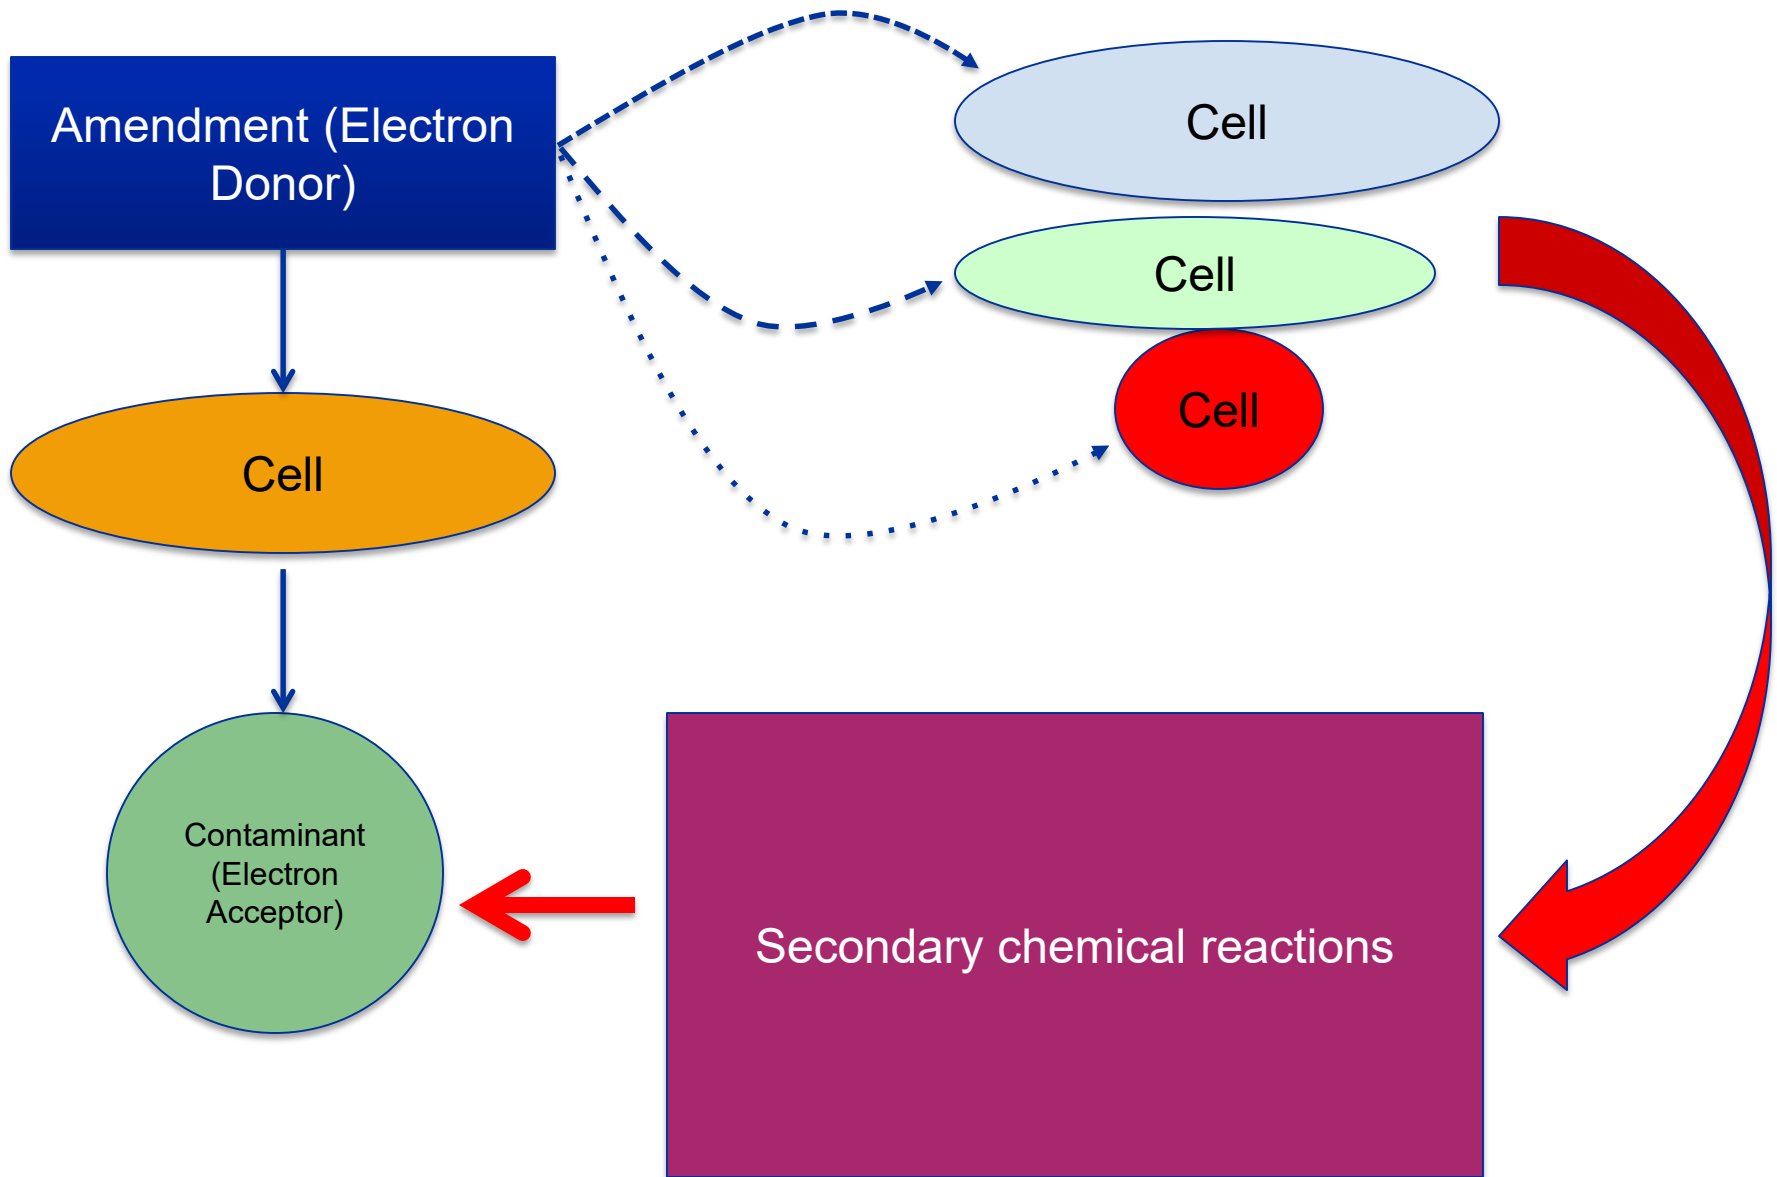 Amendment (Electron
Donor)
Cell
Cell
Cell
Cell
Contaminant
(Electron
Acceptor)
Secondary chemical reactions